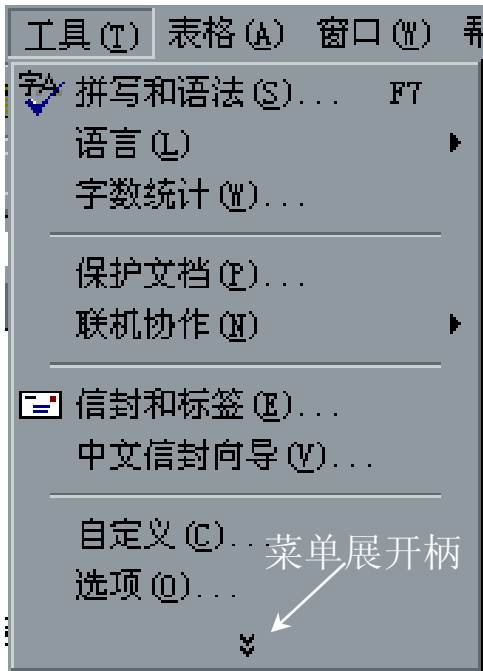 工具(T) 表格(A) 窗口(W)
字A 拼写和语法(S)... F7
语言(L)
字数统计(W)...
保护文档(P)...
联机协作(N)
信封和标签(E)...
中文信封向导(V)...
自定义(C)...
菜单展开柄
选项(O)...